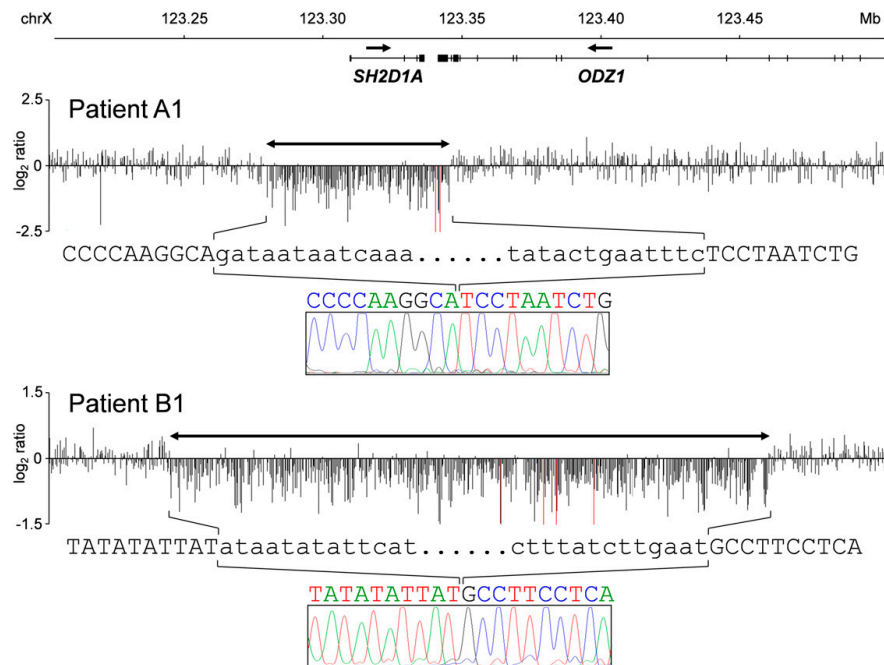 chrX 123.25 123.30 123.35 123.40 123.45 Mb
SH2D1A ODZ1
2.5
Patient A1
log2 ratio
0
-2.5
CCCCAAGGCAgataataatcaaa......tatactgaatttcTCCTAATCTG
CCCCAAGGCATCCTAATCTG
1.5
Patient B1
log2 ratio
0
-1.5
TATATATTATataatatattcat......ctttatcttgaatGCCTTCCTCA
TATATATTATGCCTTCCTCA